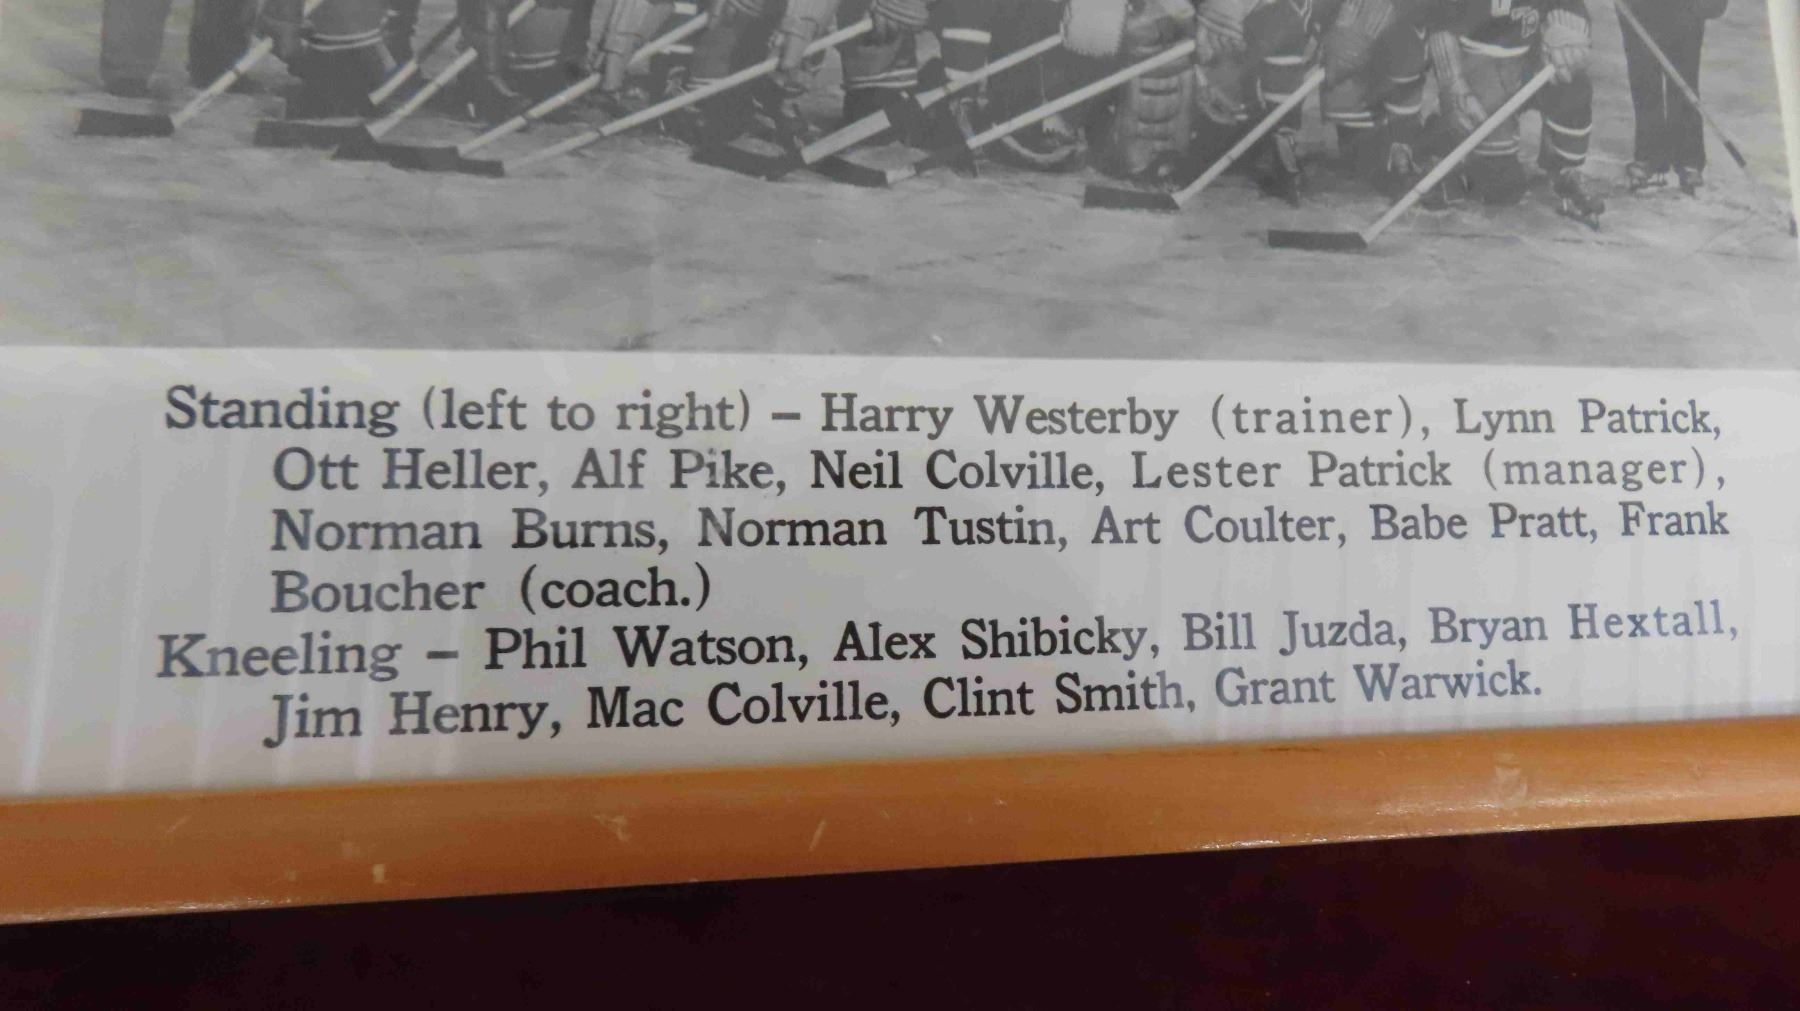 Standing (left to right) – Harry Westerby (trainer), Lynn Patrick,
Ott Heller, Alf Pike, Neil Colville, Lester Patrick (manager),
Norman Burns, Norman Tustin, Art Coulter, Babe Pratt, Frank
Boucher (coach.)
Kneeling – Phil Watson, Alex Shibicky, Bill Juzda, Bryan Hextall,
Jim Henry, Mac Colville, Clint Smith, Grant Warwick.